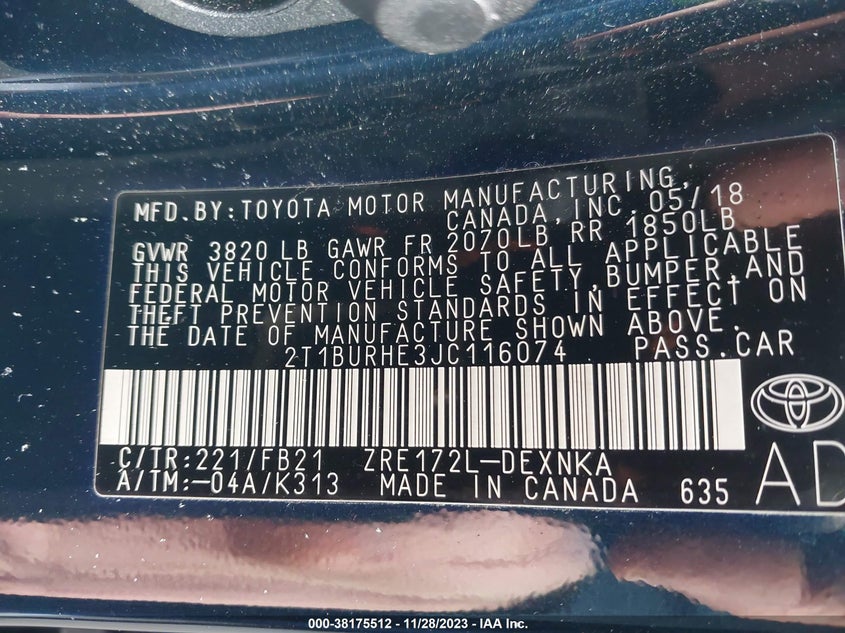 MFD.BY:TOYOTA MOTOR MANUFACTURING,
CANADA,INC. 05/18
GVWR 3820 LB GAWR FR 2070LB RR 1850LB
THIS VEHICLE CONFORMS TO ALL APPLICABLE
FEDERAL MOTOR VEHICLE SAFETY,BUMPER,AND
THEFT PREVENTION STANDARDS IN EFFECT ON
THE DATE OF MANUFACTURE SHOWN ABOVE.
2T1BURHE3JC116074 PASS.CAR
C/TR:221/FB21 ZRE172L-DEXNKA
A/TM:-04A/K313 MADE IN CANADA 635 AD
000-38175512 - 11/28/2023 - IAA Inc.